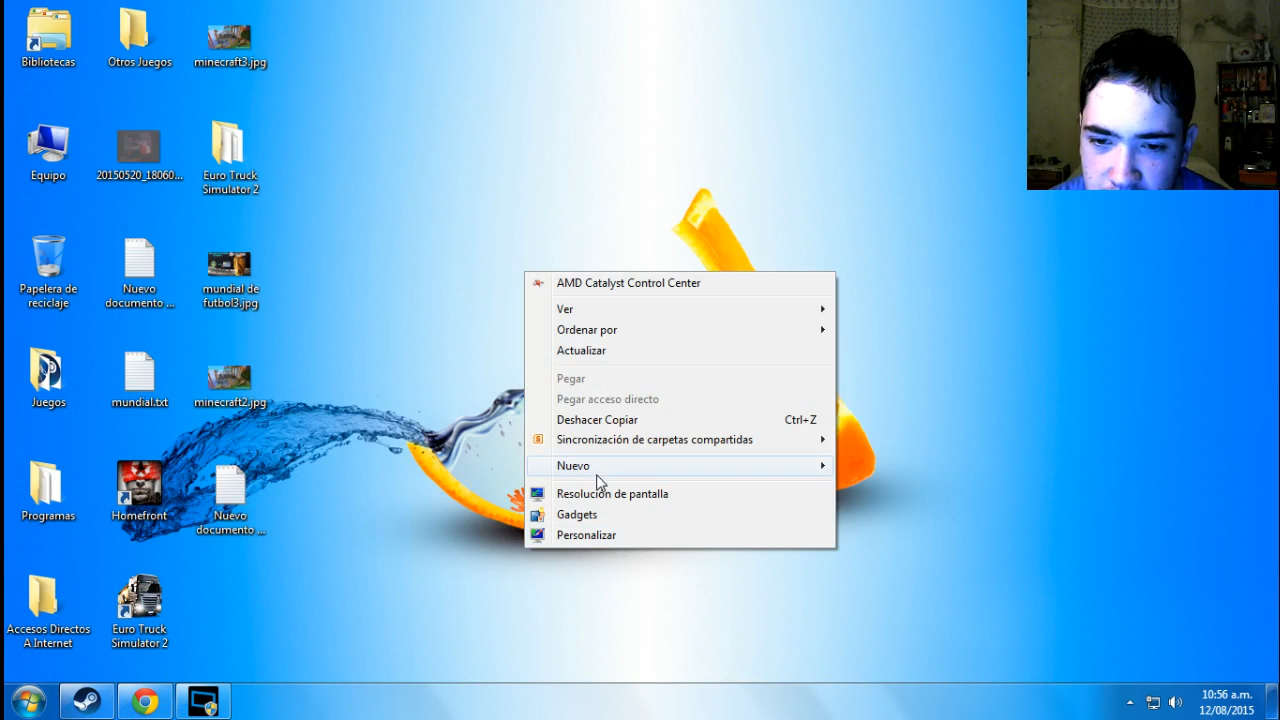 Bibliotecas
Otros Juegos
minecraft3.jpg
Equipo
20150520_18060...
Euro Truck
Simulator 2
Papelera de
reciclaje
Nuevo
documento ...
mundial de
futbol3.jpg
Juegos
mundial.txt
minecraft2.jpg
Programas
Homefront
Nuevo
documento ...
Accesos Directos
A Internet
Euro Truck
Simulator 2
AMD Catalyst Control Center
Ver
Ordenar por
Actualizar
Pegar
Pegar acceso directo
Deshacer Copiar Ctrl+Z
Sincronización de carpetas compartidas
Nuevo
Resolución de pantalla
Gadgets
Personalizar
10:56 a.m.
12/08/2015